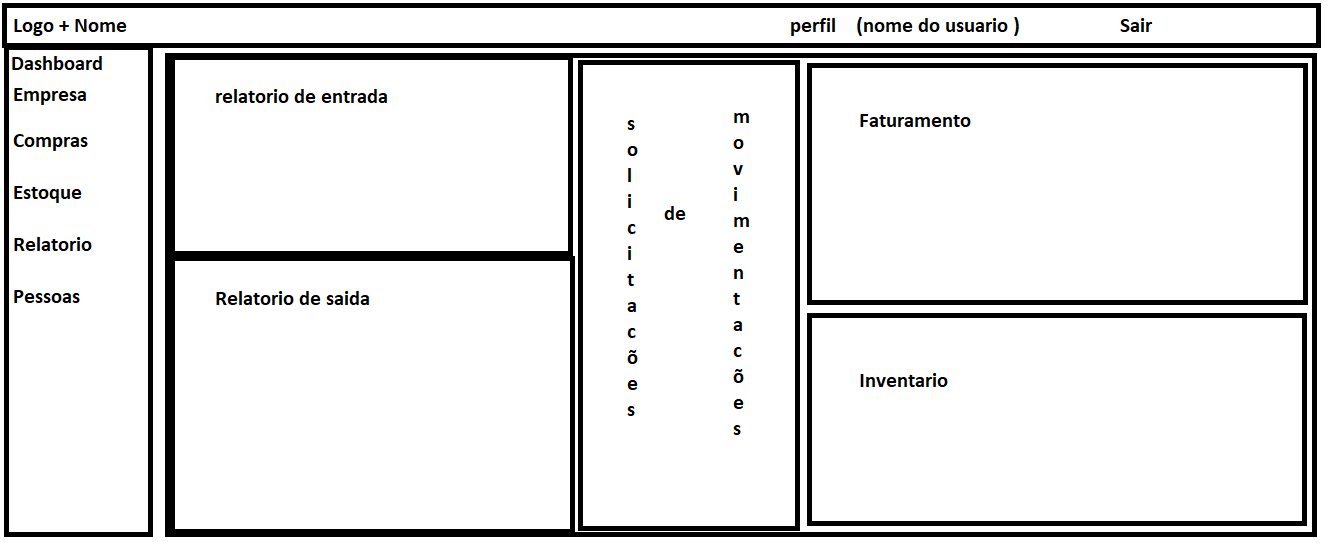 Logo + Nome
perfil (nome do usuario ) Sair
Dashboard
Empresa
Compras
Estoque
Relatorio
Pessoas
relatorio de entrada
Relatorio de saida
solicitacões
de
movimentacões
Faturamento
Inventario